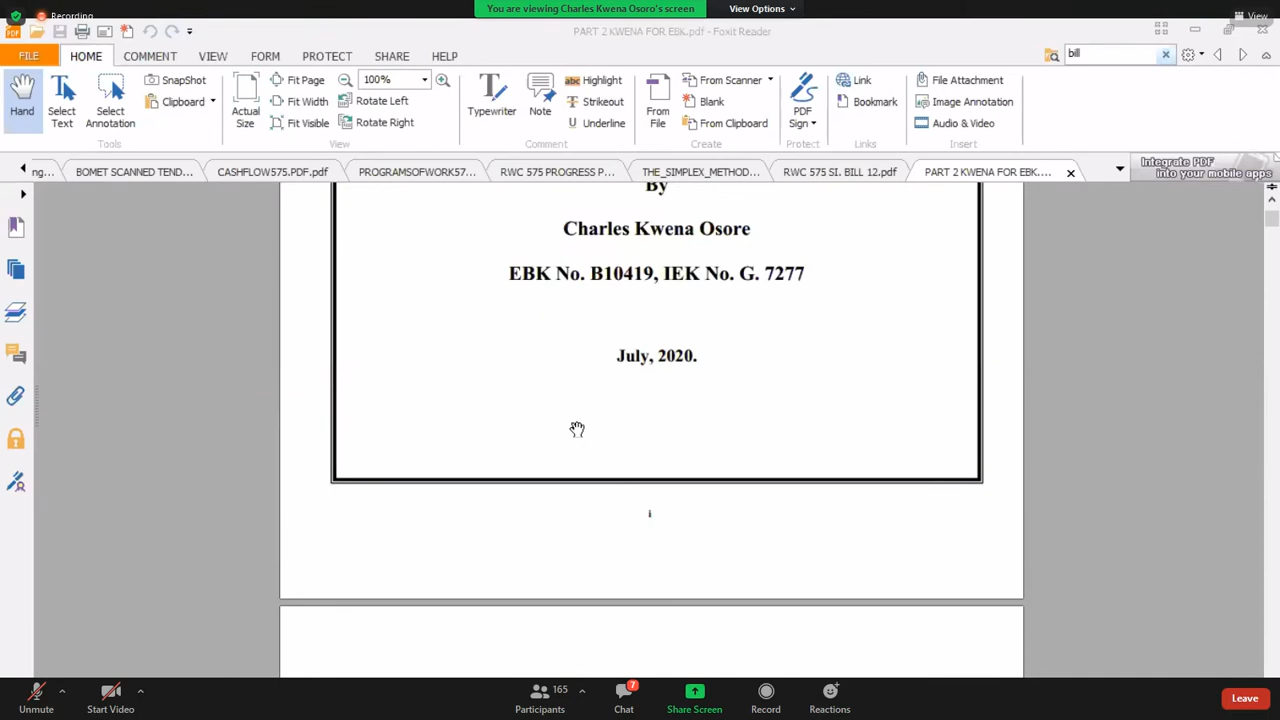 Recording
You are viewing Charles Kwena Osoro's screen
View Options
View
PART 2 KWENA FOR EBK.pdf - Foxit Reader
FILE
HOME
COMMENT
VIEW
FORM
PROTECT
SHARE
HELP
bill
Hand
Select Text
Select Annotation
SnapShot
Clipboard
Tools
Actual Size
Fit Page
Fit Width
Fit Visible
100%
Rotate Left
Rotate Right
View
Typewriter
Note
Highlight
Strikeout
Underline
Comment
From File
From Scanner
Blank
From Clipboard
Create
PDF Sign
Protect
Link
Bookmark
Links
File Attachment
Image Annotation
Audio & Video
Insert
ng...
BOMET SCANNED TEND...
CASHFLOW575.PDF.pdf
PROGRAMSOFWORK57...
RWC 575 PROGRESS P...
THE_SIMPLEX_METHOD...
RWC 575 SI. BILL 12.pdf
PART 2 KWENA FOR EBK....
Integrate PDF
into your mobile apps
By
Charles Kwena Osore
EBK No. B10419, IEK No. G. 7277
July, 2020.
i
Unmute
Start Video
165
Participants
7
Chat
Share Screen
Record
Reactions
Leave